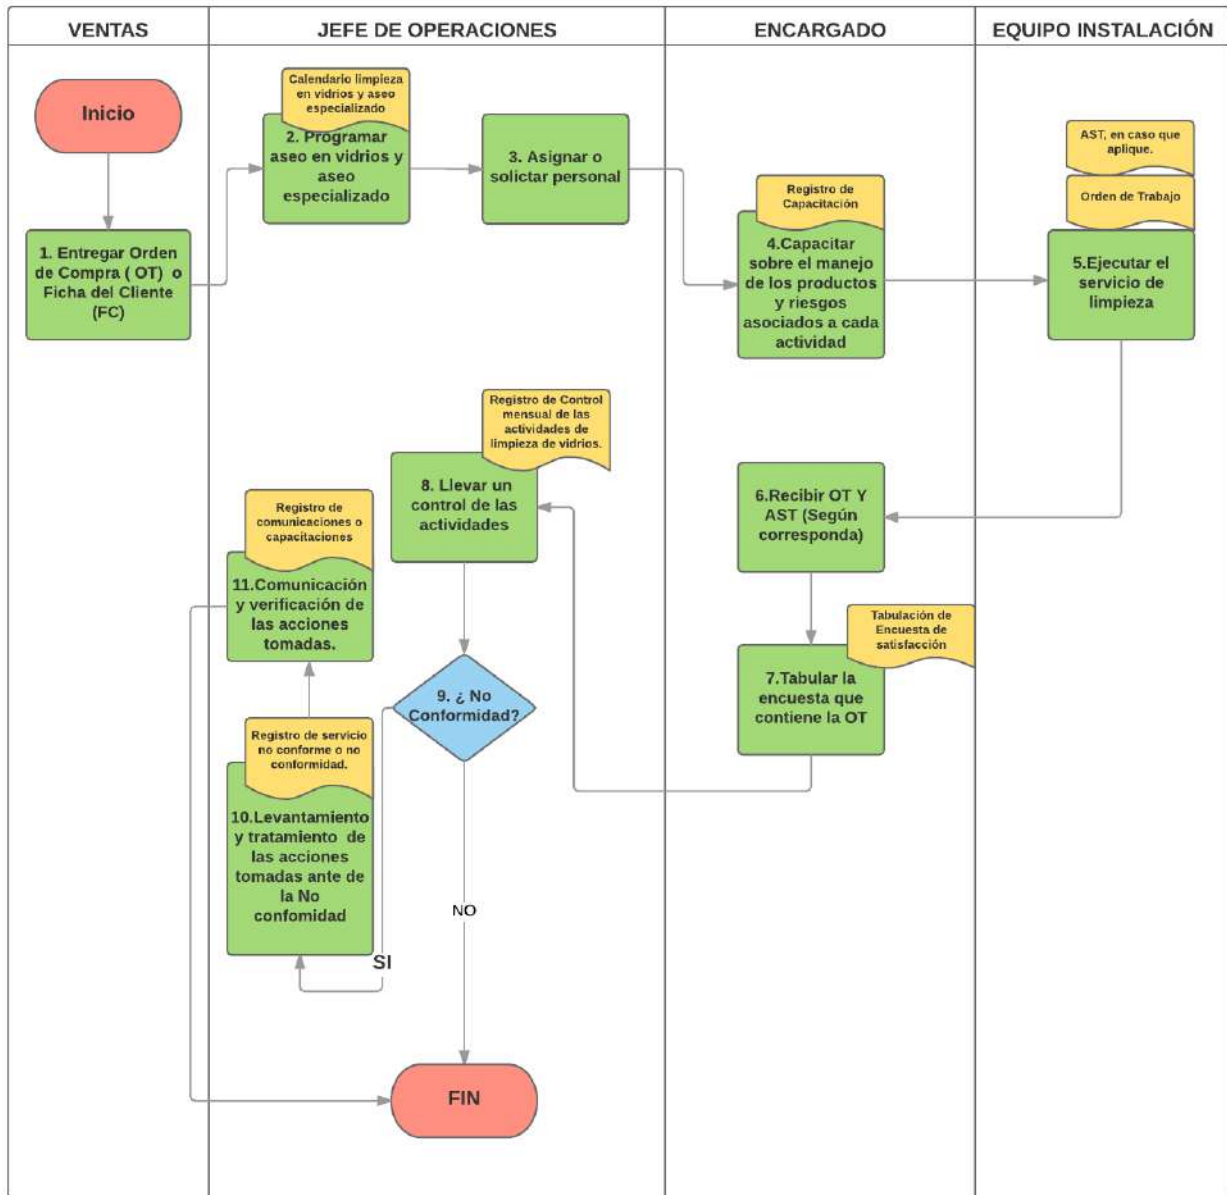 VENTAS
JEFE DE OPERACIONES
ENCARGADO
EQUIPO INSTALACIÓN
Inicio
1. Entregar Orden
de Compra ( OT) o
Ficha del Cliente
(FC)
Calendario limpieza
en vidrios y aseo
especializado
2. Programar
aseo en vidrios y
aseo
especializado
3. Asignar o
solictar personal
Registro de
Capacitación
4.Capacitar
sobre el manejo
de los productos
y riesgos
asociados a cada
actividad
AST, en caso que
aplique.
Orden de Trabajo
5.Ejecutar el
servicio de
limpieza
6.Recibir OT Y
AST (Según
corresponda)
Tabulación de
Encuesta de
satisfacción
7.Tabular la
encuesta que
contiene la OT
Registro de Control
mensual de las
actividades de
limpieza de vidrios.
8. Llevar un
control de las
actividades
9. ¿ No
Conformidad?
Registro de servicio
no conforme o no
conformidad.
10.Levantamiento
y tratamiento de
las acciones
tomadas ante de
la No
confomidad
SI
NO
Registro de
comunicaciones o
capacitaciones
11.Comunicación
y verificación de
las acciones
tomadas.
FIN